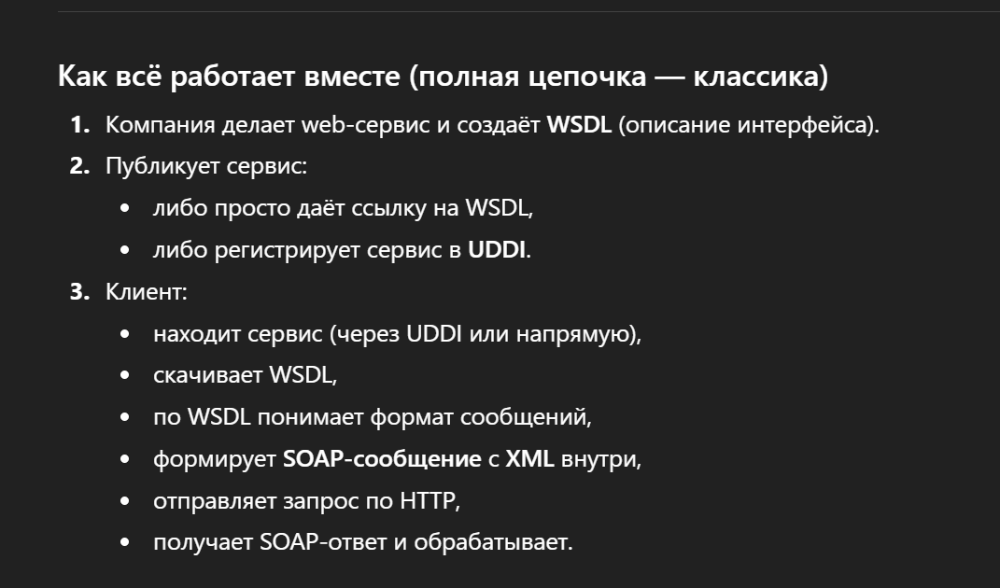 Как всё работает вместе (полная цепочка — классика)
1. Компания делает web-сервис и создаёт WSDL (описание интерфейса).
2. Публикует сервис:
• либо просто даёт ссылку на WSDL,
• либо регистрирует сервис в UDDI.
3. Клиент:
• находит сервис (через UDDI или напрямую),
• скачивает WSDL,
• по WSDL понимает формат сообщений,
• формирует SOAP-сообщение с XML внутри,
• отправляет запрос по HTTP,
• получает SOAP-ответ и обрабатывает.